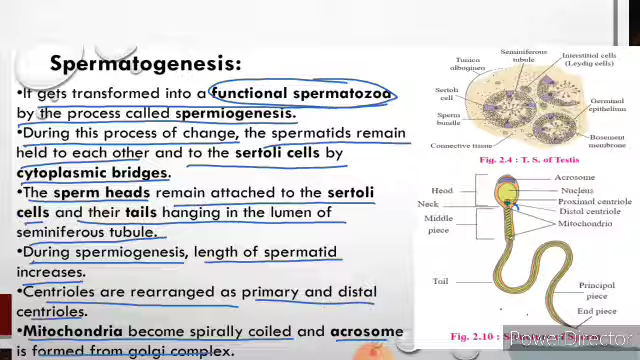 Spermatogenesis:
•It gets transformed into a functional spermatozoa
by the process called spermiogenesis.
•During this process of change, the spermatids remain
held to each other and to the sertoli cells by
cytoplasmic bridges.
•The sperm heads remain attached to the sertoli
cells and their tails hanging in the lumen of
seminiferous tubule.
•During spermiogenesis, length of spermatid
increases.
•Centrioles are rearranged as primary and distal
centrioles.
•Mitochondria become spirally coiled and acrosome
is formed from golgi complex.
Tunica
albuginea
Seminiferous
tubule
Interstitial cells
(Leydig cells)
Sertoli
cell
Sperm
bundle
Connective tissue
Germinal
epithelium
Basement
membrane
Fig. 2.4 : T. S. of Testis
Head
Neck
Middle
piece
Tail
Acrosome
Nucleus
Proximal centriole
Distal centriole
Mitochondria
Principal
piece
End piece
Fig. 2.10 :
PowerDirector